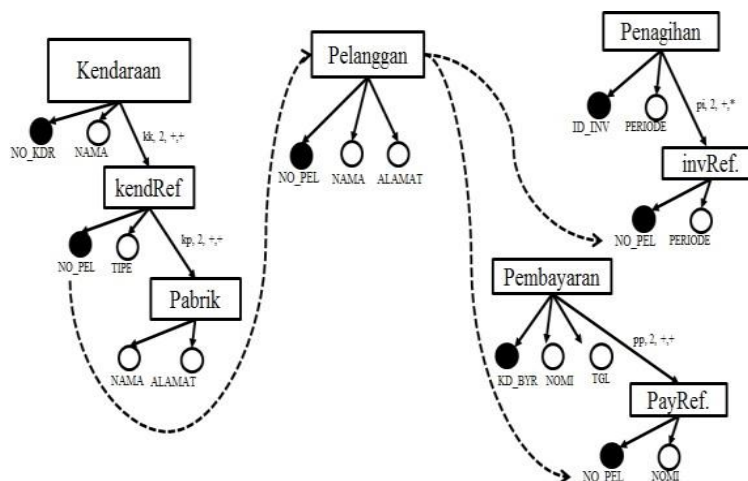 Kendaraan
NO_KDR
NAMA
kk, 2, +,+
kendRef
NO_PEL
TIPE
kp, 2, +,+
Pabrik
NAMA
ALAMAT
Pelanggan
NO_PEL
NAMA
ALAMAT
Penagihan
ID_INV
PERIODE
pi, 2, +,*
invRef.
NO_PEL
PERIODE
Pembayaran
KD_BYR
NOMI
TGL
pp, 2, +,+
PayRef.
NO_PEL
NOMI